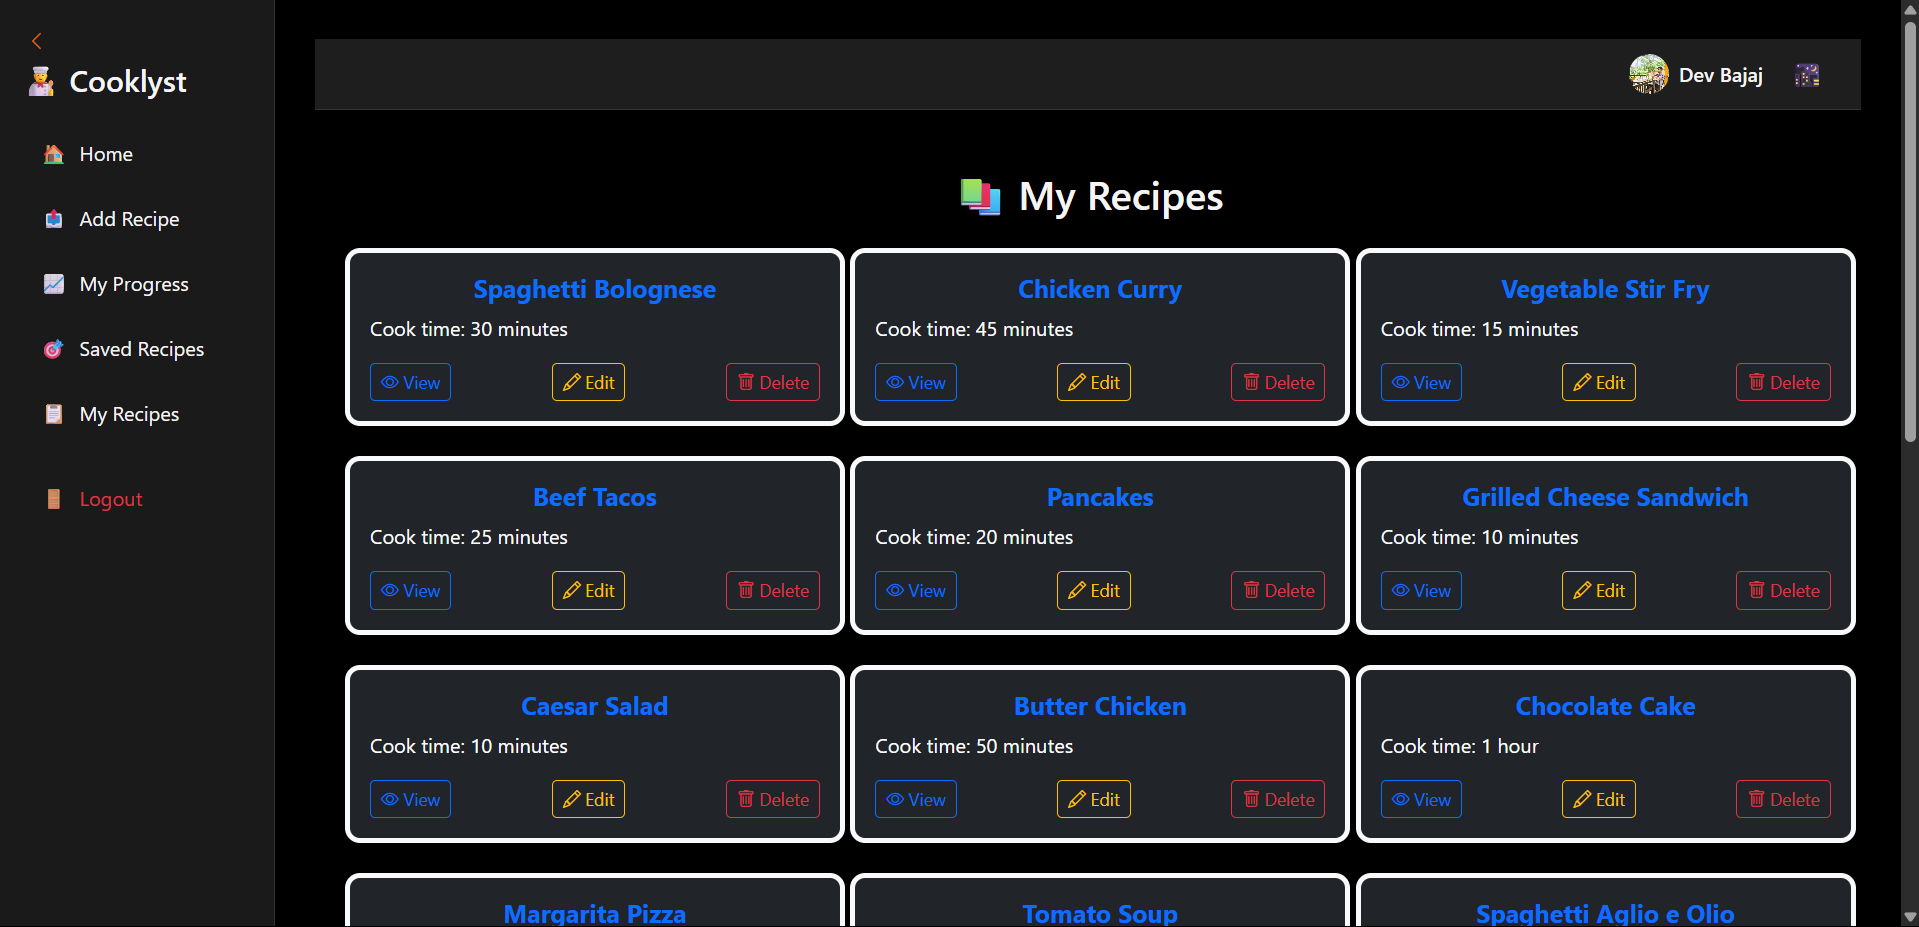 Cooklyst
Home
Add Recipe
My Progress
Saved Recipes
My Recipes
Logout
Dev Bajaj
My Recipes
Spaghetti Bolognese
Cook time: 30 minutes
View Edit Delete
Chicken Curry
Cook time: 45 minutes
View Edit Delete
Vegetable Stir Fry
Cook time: 15 minutes
View Edit Delete
Beef Tacos
Cook time: 25 minutes
View Edit Delete
Pancakes
Cook time: 20 minutes
View Edit Delete
Grilled Cheese Sandwich
Cook time: 10 minutes
View Edit Delete
Caesar Salad
Cook time: 10 minutes
View Edit Delete
Butter Chicken
Cook time: 50 minutes
View Edit Delete
Chocolate Cake
Cook time: 1 hour
View Edit Delete
Margarita Pizza
Tomato Soup
Spaghetti Aglio e Olio